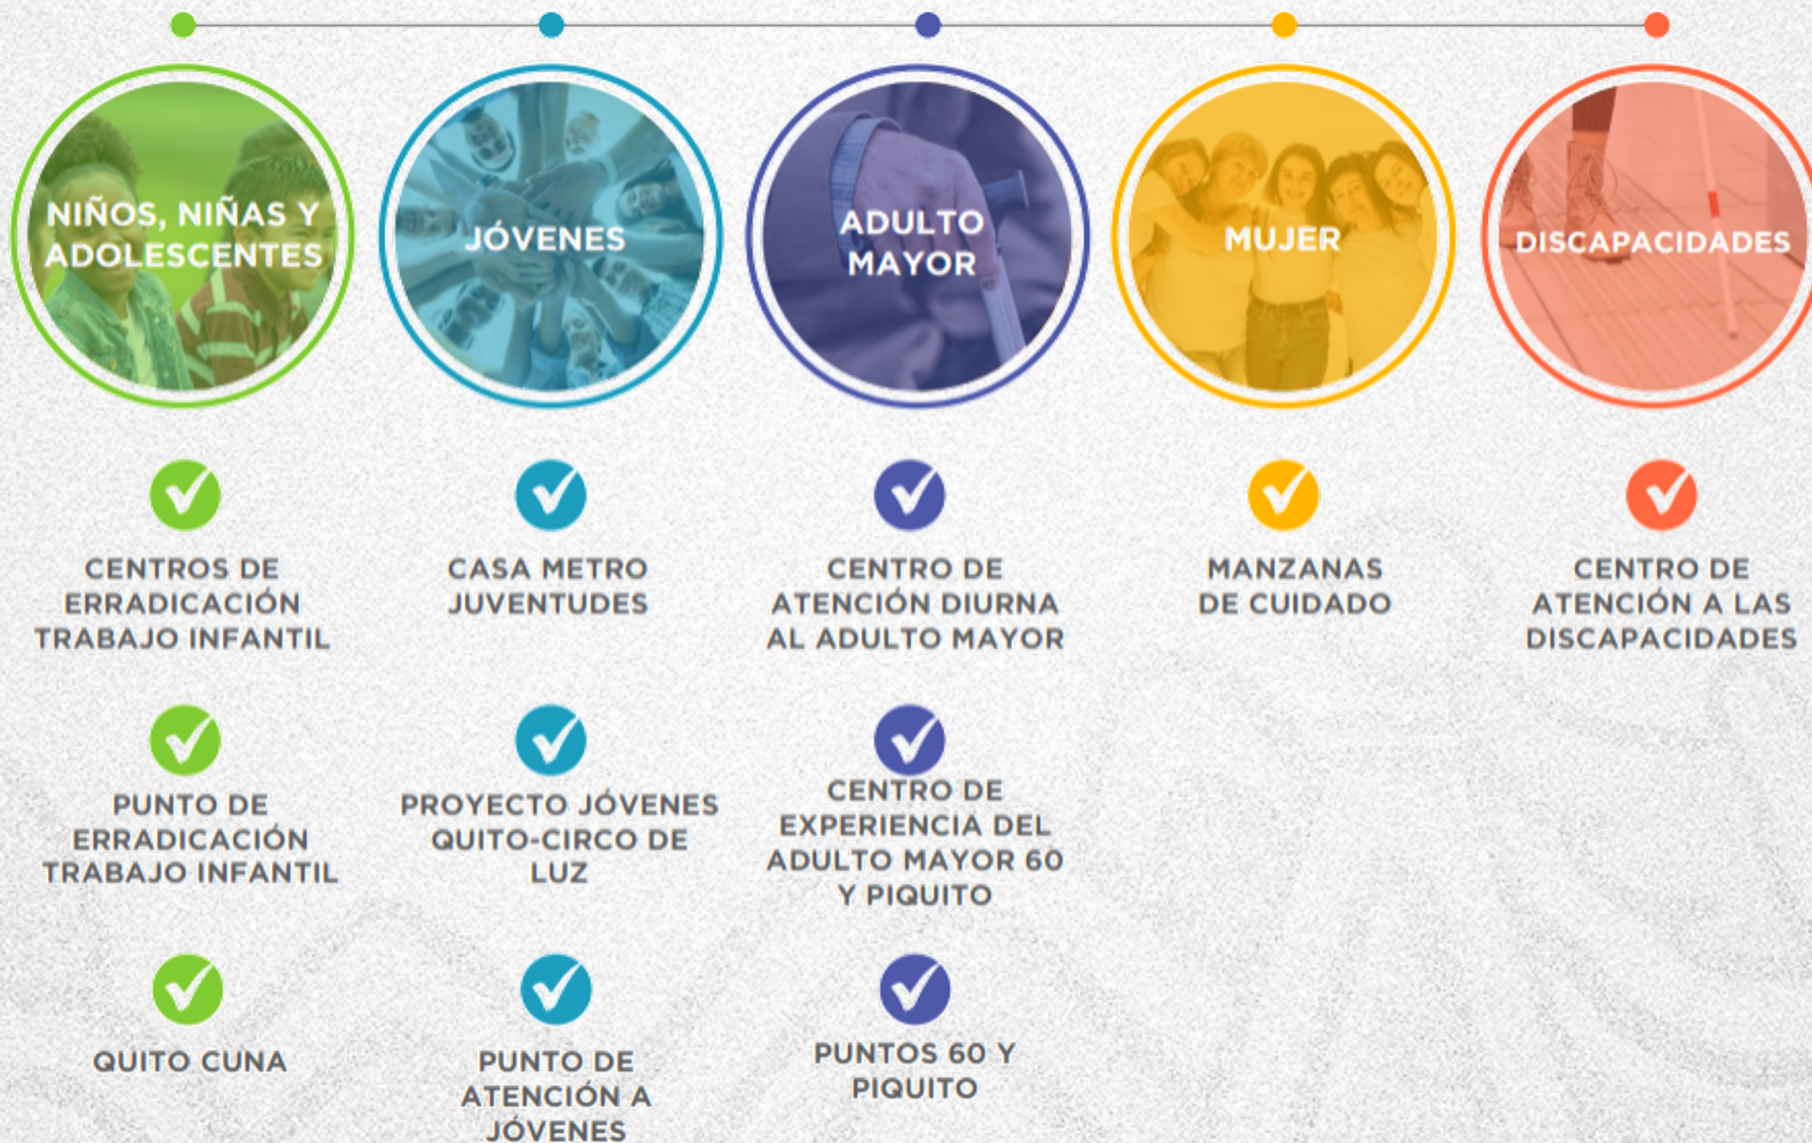 NIÑOS, NIÑAS Y
ADOLESCENTES
JÓVENES
ADULTO
MAYOR
MUJER
DISCAPACIDADES
CENTROS DE
ERRADICACIÓN
TRABAJO INFANTIL
CASA METRO
JUVENTUDES
CENTRO DE
ATENCIÓN DIURNA
AL ADULTO MAYOR
MANZANAS
DE CUIDADO
CENTRO DE
ATENCIÓN A LAS
DISCAPACIDADES
PUNTO DE
ERRADICACIÓN
TRABAJO INFANTIL
PROYECTO JÓVENES
QUITO-CIRCO DE
LUZ
CENTRO DE
EXPERIENCIA DEL
ADULTO MAYOR 60
Y PIQUITO
QUITO CUNA
PUNTO DE
ATENCIÓN A
JÓVENES
PUNTOS 60 Y
PIQUITO